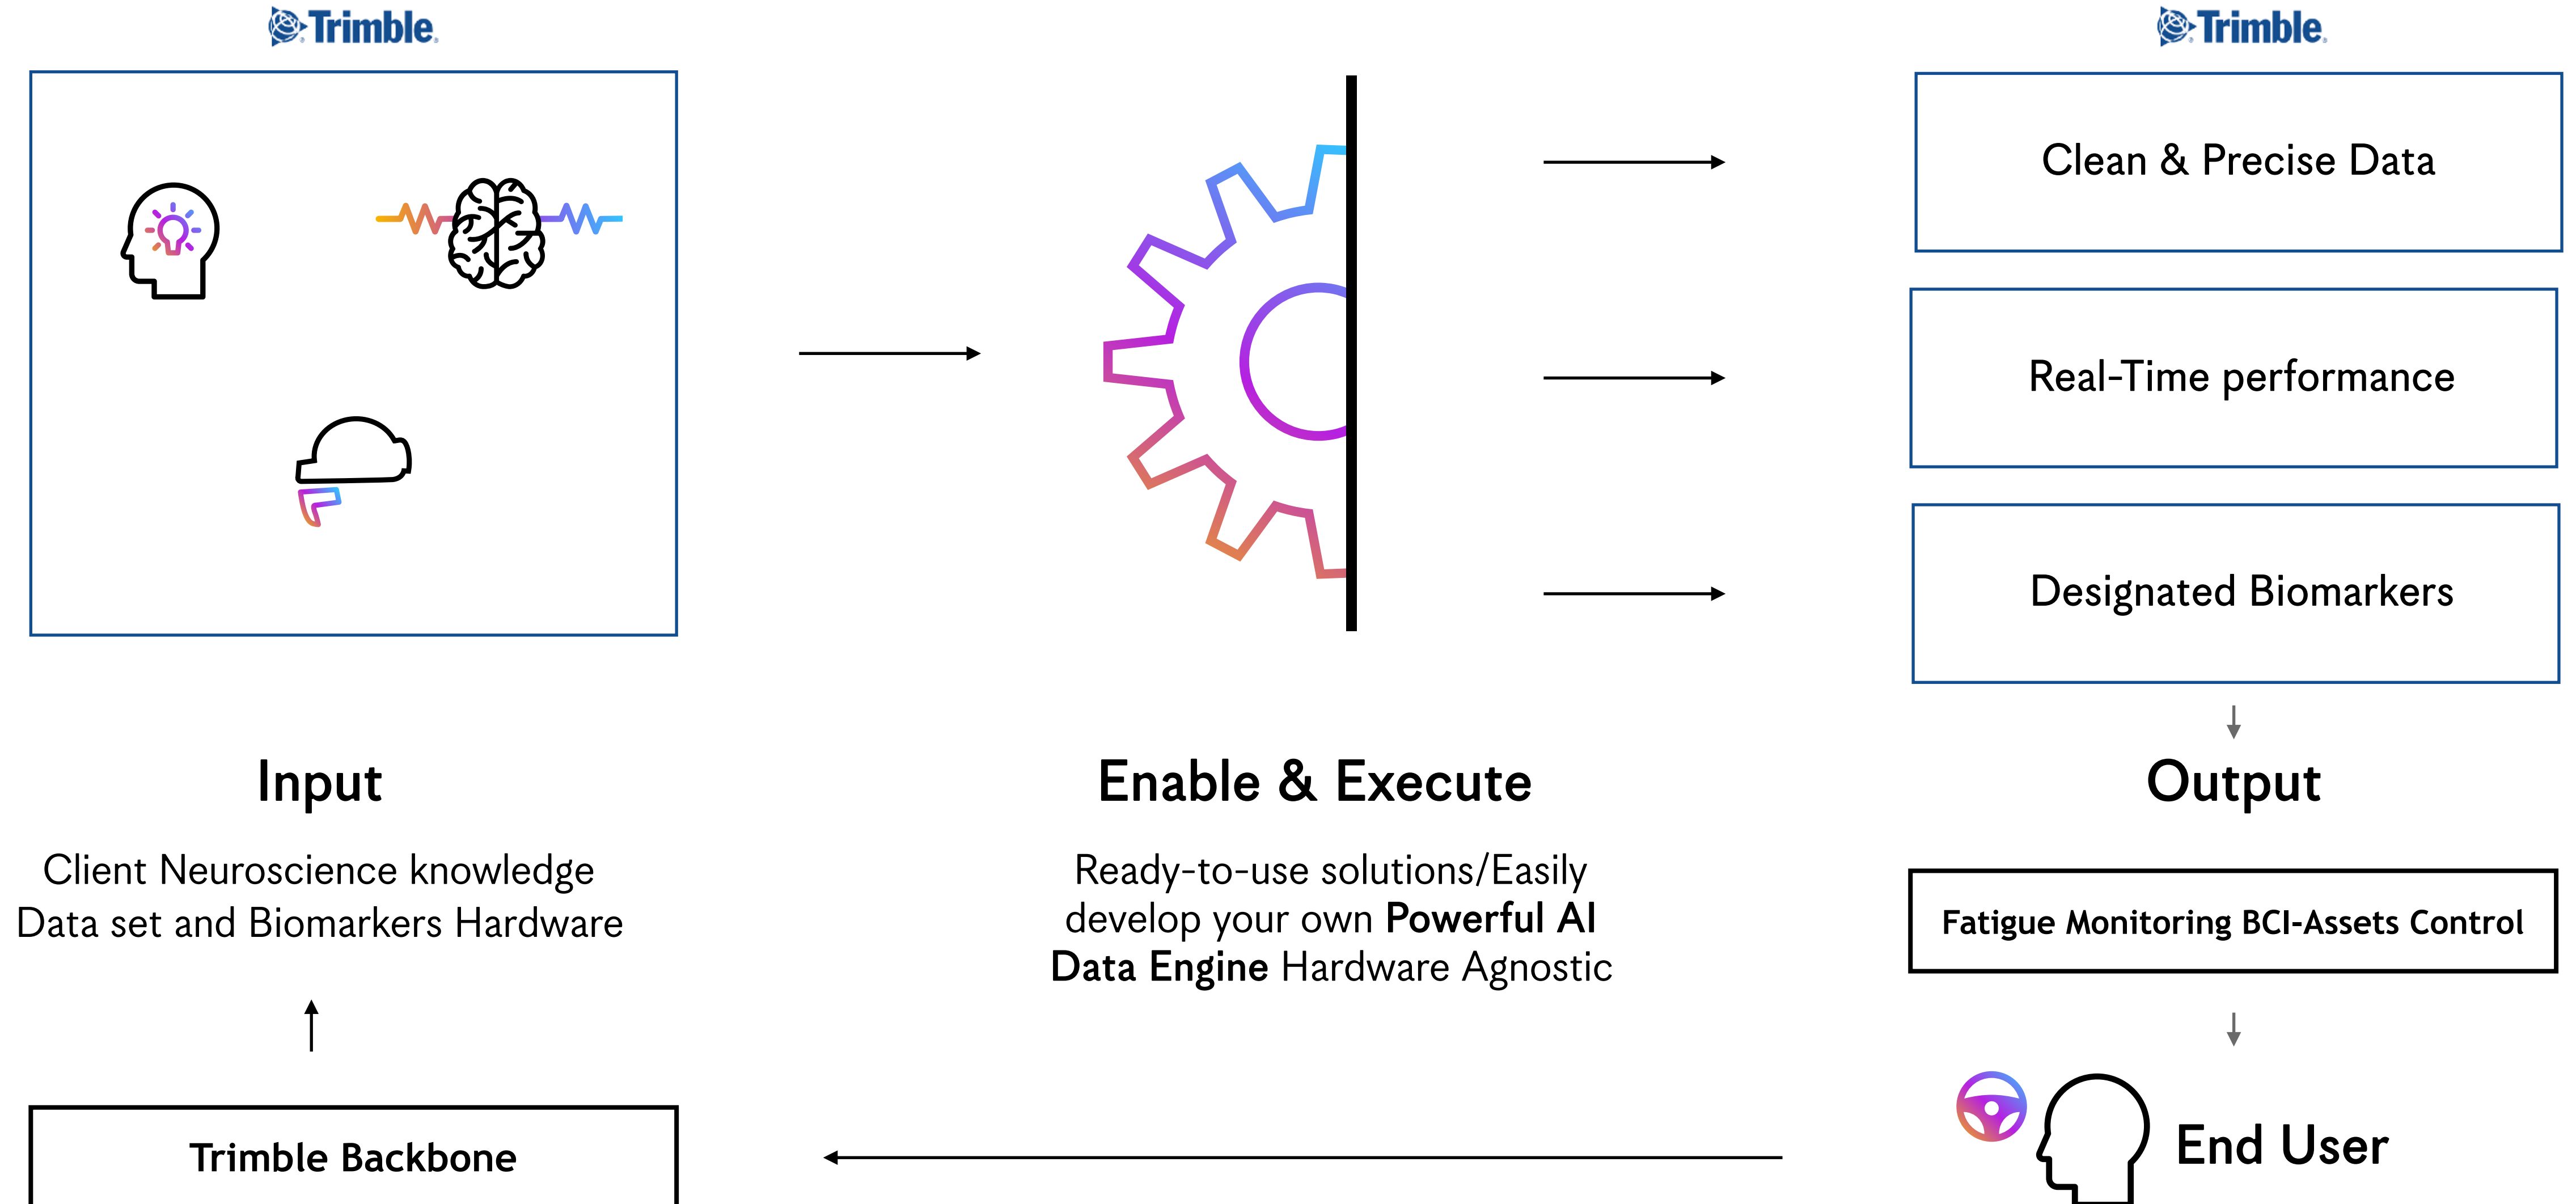 Trimble
Trimble
Clean & Precise Data
Real-Time performance
Designated Biomarkers
Input
Client Neuroscience knowledge
Data set and Biomarkers Hardware
Enable & Execute
Ready-to-use solutions/Easily
develop your own Powerful AI
Data Engine Hardware Agnostic
Output
Fatigue Monitoring BCI-Assets Control
Trimble Backbone
End User